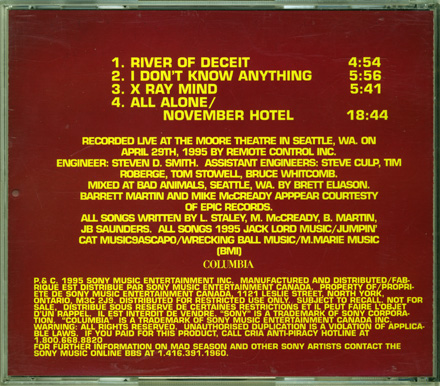 1. RIVER OF DECEIT 4:54
2. I DON'T KNOW ANYTHING 5:56
3. X RAY MIND 5:41
4. ALL ALONE/
NOVEMBER HOTEL 18:44
RECORDED LIVE AT THE MOORE THEATRE IN SEATTLE, WA. ON
APRIL 29TH, 1995 BY REMOTE CONTROL INC.
ENGINEER: STEVEN D. SMITH. ASSISTANT ENGINEERS: STEVE CULP, TIM
ROBERGE, TOM STOWELL, BRUCE WHITCOMB.
MIXED AT BAD ANIMALS, SEATTLE, WA. BY BRETT ELIASON.
BARRETT MARTIN AND MIKE McCREADY APPPEAR COURTESY
OF EPIC RECORDS.
ALL SONGS WRITTEN BY L. STALEY, M. McCREADY, B. MARTIN,
JB SAUNDERS. ALL SONGS 1995 JACK LORD MUSIC/JUMPIN'
CAT MUSIC9ASCAPO/WRECKING BALL MUSIC/M.MARIE MUSIC
(BMI)
COLUMBIA
P.& C. 1995 SONY MUSIC ENTERTAINMENT INC. MANUFACTURED AND DISTRIBUTED/FAB-
RIQUE EST DISTRIBUE PAR SONY MUSIC ENTERTAINMENT CANADA. PROPERTY OF/PROPRI-
ETE DE SONY MUSIC ENTERTAINMENT CANADA, 1121 LESLIE STREET, NORTH YORK,
ONTARIO, M3C 2J9. DISTRIBUTED FOR RESTRICTED USE ONLY. SUBJECT TO RECALL. NOT FOR
SALE. DISTRIBUE SOUS RESERVE DE CERTAINES RESTRICTIONS ET IL PEUT FAIRE L'OBJET
D'UN RAPPEL. IL EST INTERDIT DE VENDRE. "SONY" IS A TRADEMARK OF SONY CORPORA-
TION. "COLUMBIA" IS A TRADEMARK OF SONY MUSIC ENTERTAINMENT INC.
WARNING: ALL RIGHTS RESERVED. UNAUTHORISED DUPLICATION IS A VIOLATION OF APPLICA-
BLE LAWS. IF YOU PAID FOR THIS PRODUCT, CALL CRIA ANTI-PIRACY HOTLINE AT
1.800.668.8820
FOR FURTHER INFORMATION ON MAD SEASON AND OTHER SONY ARTISTS CONTACT THE
SONY MUSIC ONLINE BBS AT 1.416.391.1960.